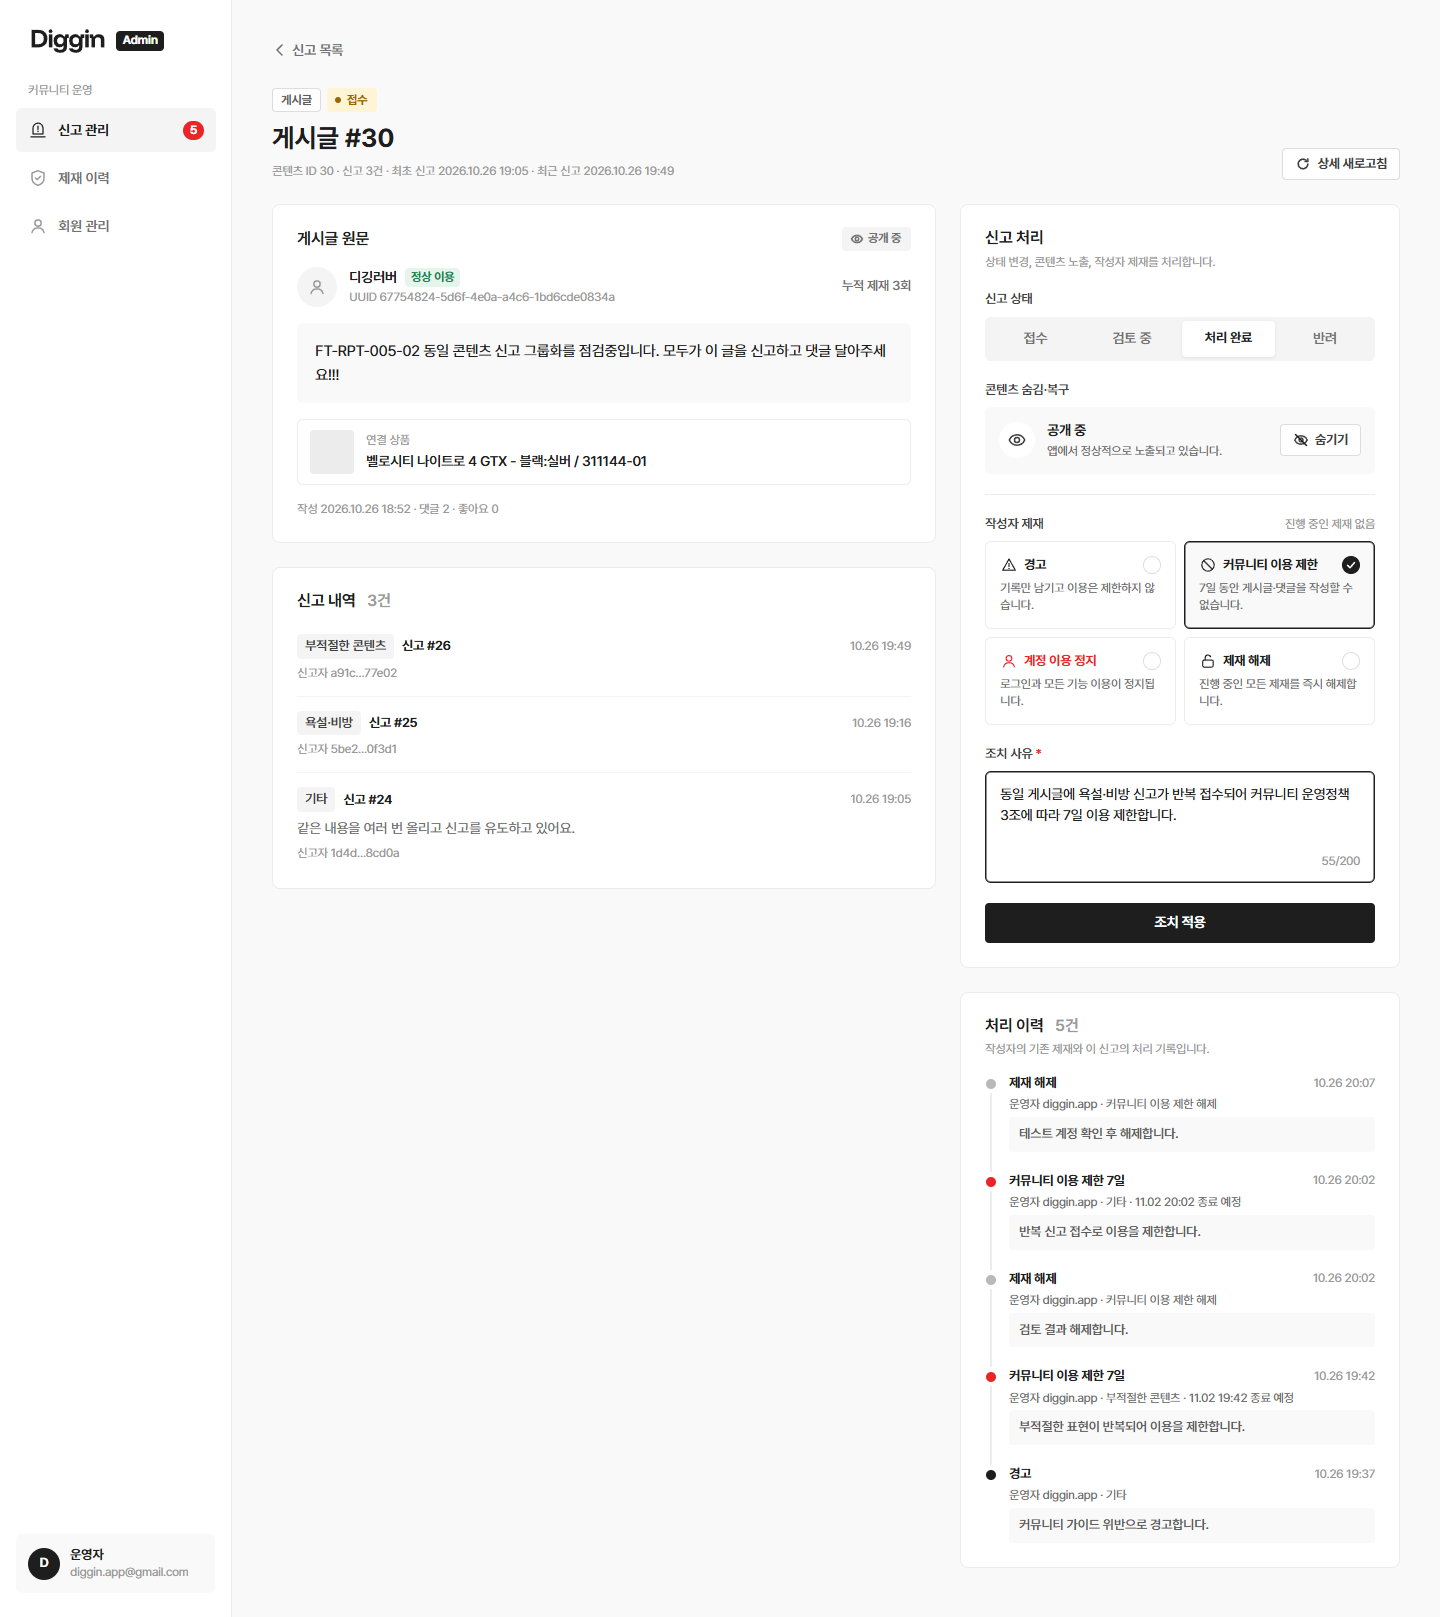 Diggin Admin
커뮤니티 운영
신고 관리 5
제재 이력
회원 관리
신고 목록
게시글 접수
게시글 #30
콘텐츠 ID 30 · 신고 3건 · 최초 신고 2026.10.26 19:05 · 최근 신고 2026.10.26 19:49
상세 새로고침
게시글 원문
공개 중
디깅러버 정상 이용
UUID 67754824-5d6f-4e0a-a4c6-1bd6cde0834a
누적 제재 3회
FT-RPT-005-02 동일 콘텐츠 신고 그룹화를 점검중입니다. 모두가 이 글을 신고하고 댓글 달아주세
요!!!
연결 상품
벨로시티 나이트로 4 GTX - 블랙:실버 / 311144-01
작성 2026.10.26 18:52 · 댓글 2 · 좋아요 0
신고 내역 3건
부적절한 콘텐츠 신고 #26 10.26 19:49
신고자 a91c…77e02
욕설·비방 신고 #25 10.26 19:16
신고자 5be2…0f3d1
기타 신고 #24 10.26 19:05
같은 내용을 여러 번 올리고 신고를 유도하고 있어요.
신고자 1d4d…8cd0a
신고 처리
상태 변경, 콘텐츠 노출, 작성자 제재를 처리합니다.
신고 상태
접수 검토 중 처리 완료 반려
콘텐츠 숨김·복구
공개 중
앱에서 정상적으로 노출되고 있습니다.
숨기기
작성자 제재 진행 중인 제재 없음
경고
기록만 남기고 이용은 제한하지 않
습니다.
커뮤니티 이용 제한
7일 동안 게시글·댓글을 작성할 수
없습니다.
계정 이용 정지
로그인과 모든 기능 이용이 정지됩
니다.
제재 해제
진행 중인 모든 제재를 즉시 해제합
니다.
조치 사유 *
동일 게시글에 욕설·비방 신고가 반복 접수되어 커뮤니티 운영정책
3조에 따라 7일 이용 제한합니다.
55/200
조치 적용
처리 이력 5건
작성자의 기존 제재와 이 신고의 처리 기록입니다.
제재 해제 10.26 20:07
운영자 diggin.app · 커뮤니티 이용 제한 해제
테스트 계정 확인 후 해제합니다.
커뮤니티 이용 제한 7일 10.26 20:02
운영자 diggin.app · 기타 · 11.02 20:02 종료 예정
반복 신고 접수로 이용을 제한합니다.
제재 해제 10.26 20:02
운영자 diggin.app · 커뮤니티 이용 제한 해제
검토 결과 해제합니다.
커뮤니티 이용 제한 7일 10.26 19:42
운영자 diggin.app · 부적절한 콘텐츠 · 11.02 19:42 종료 예정
부적절한 표현이 반복되어 이용을 제한합니다.
경고 10.26 19:37
운영자 diggin.app · 기타
커뮤니티 가이드 위반으로 경고합니다.
D
운영자
diggin.app@gmail.com